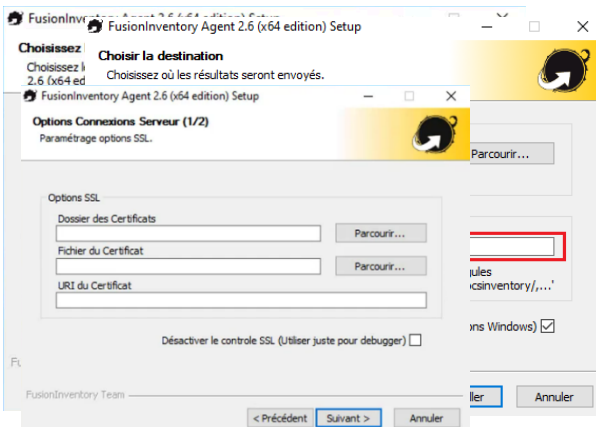 FusionInventory Agent 2.6 (x64 edition) Setup
Choisissez
Choisissez
2.6 (x64 ed
FusionInventory Agent 2.6 (x64 edition) Setup
Choisir la destination
Choisissez où les résultats seront envoyés.
Parcourir...
ocsinventory/,...'
ons Windows)
ller
Annuler
FusionInventory Agent 2.6 (x64 edition) Setup
Options Connexions Serveur (1/2)
Paramétrage options SSL.
Options SSL
Dossier des Certificats
Parcourir...
Fichier du Certificat
Parcourir...
URI du Certificat
Désactiver le controle SSL (Utiliser juste pour debugger)
FusionInventory Team
< Précédent
Suivant >
Annuler